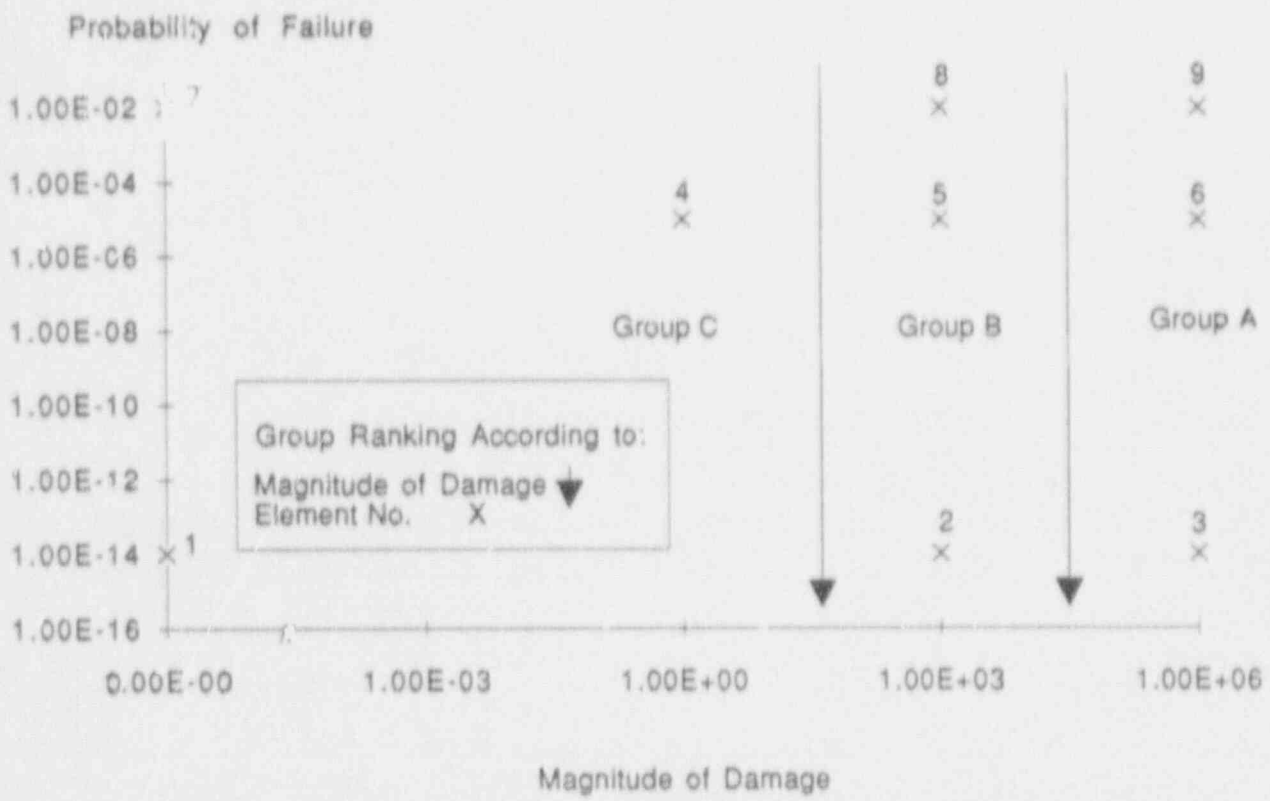 Probability of Failure
8
9
1.00E-02
7
1.00E-04
4
5
6
1.00E-06
1.00E-08
Group C
Group B
Group A
1.00E-10
Group Ranking According to:
1.00E-12
Magnitude of Damage
Element No. X
1.00E-14
1
2
3
1.00E-16
0.00E-00
1.00E-03
1.00E+00
1.00E+03
1.00E+06
Magnitude of Damage